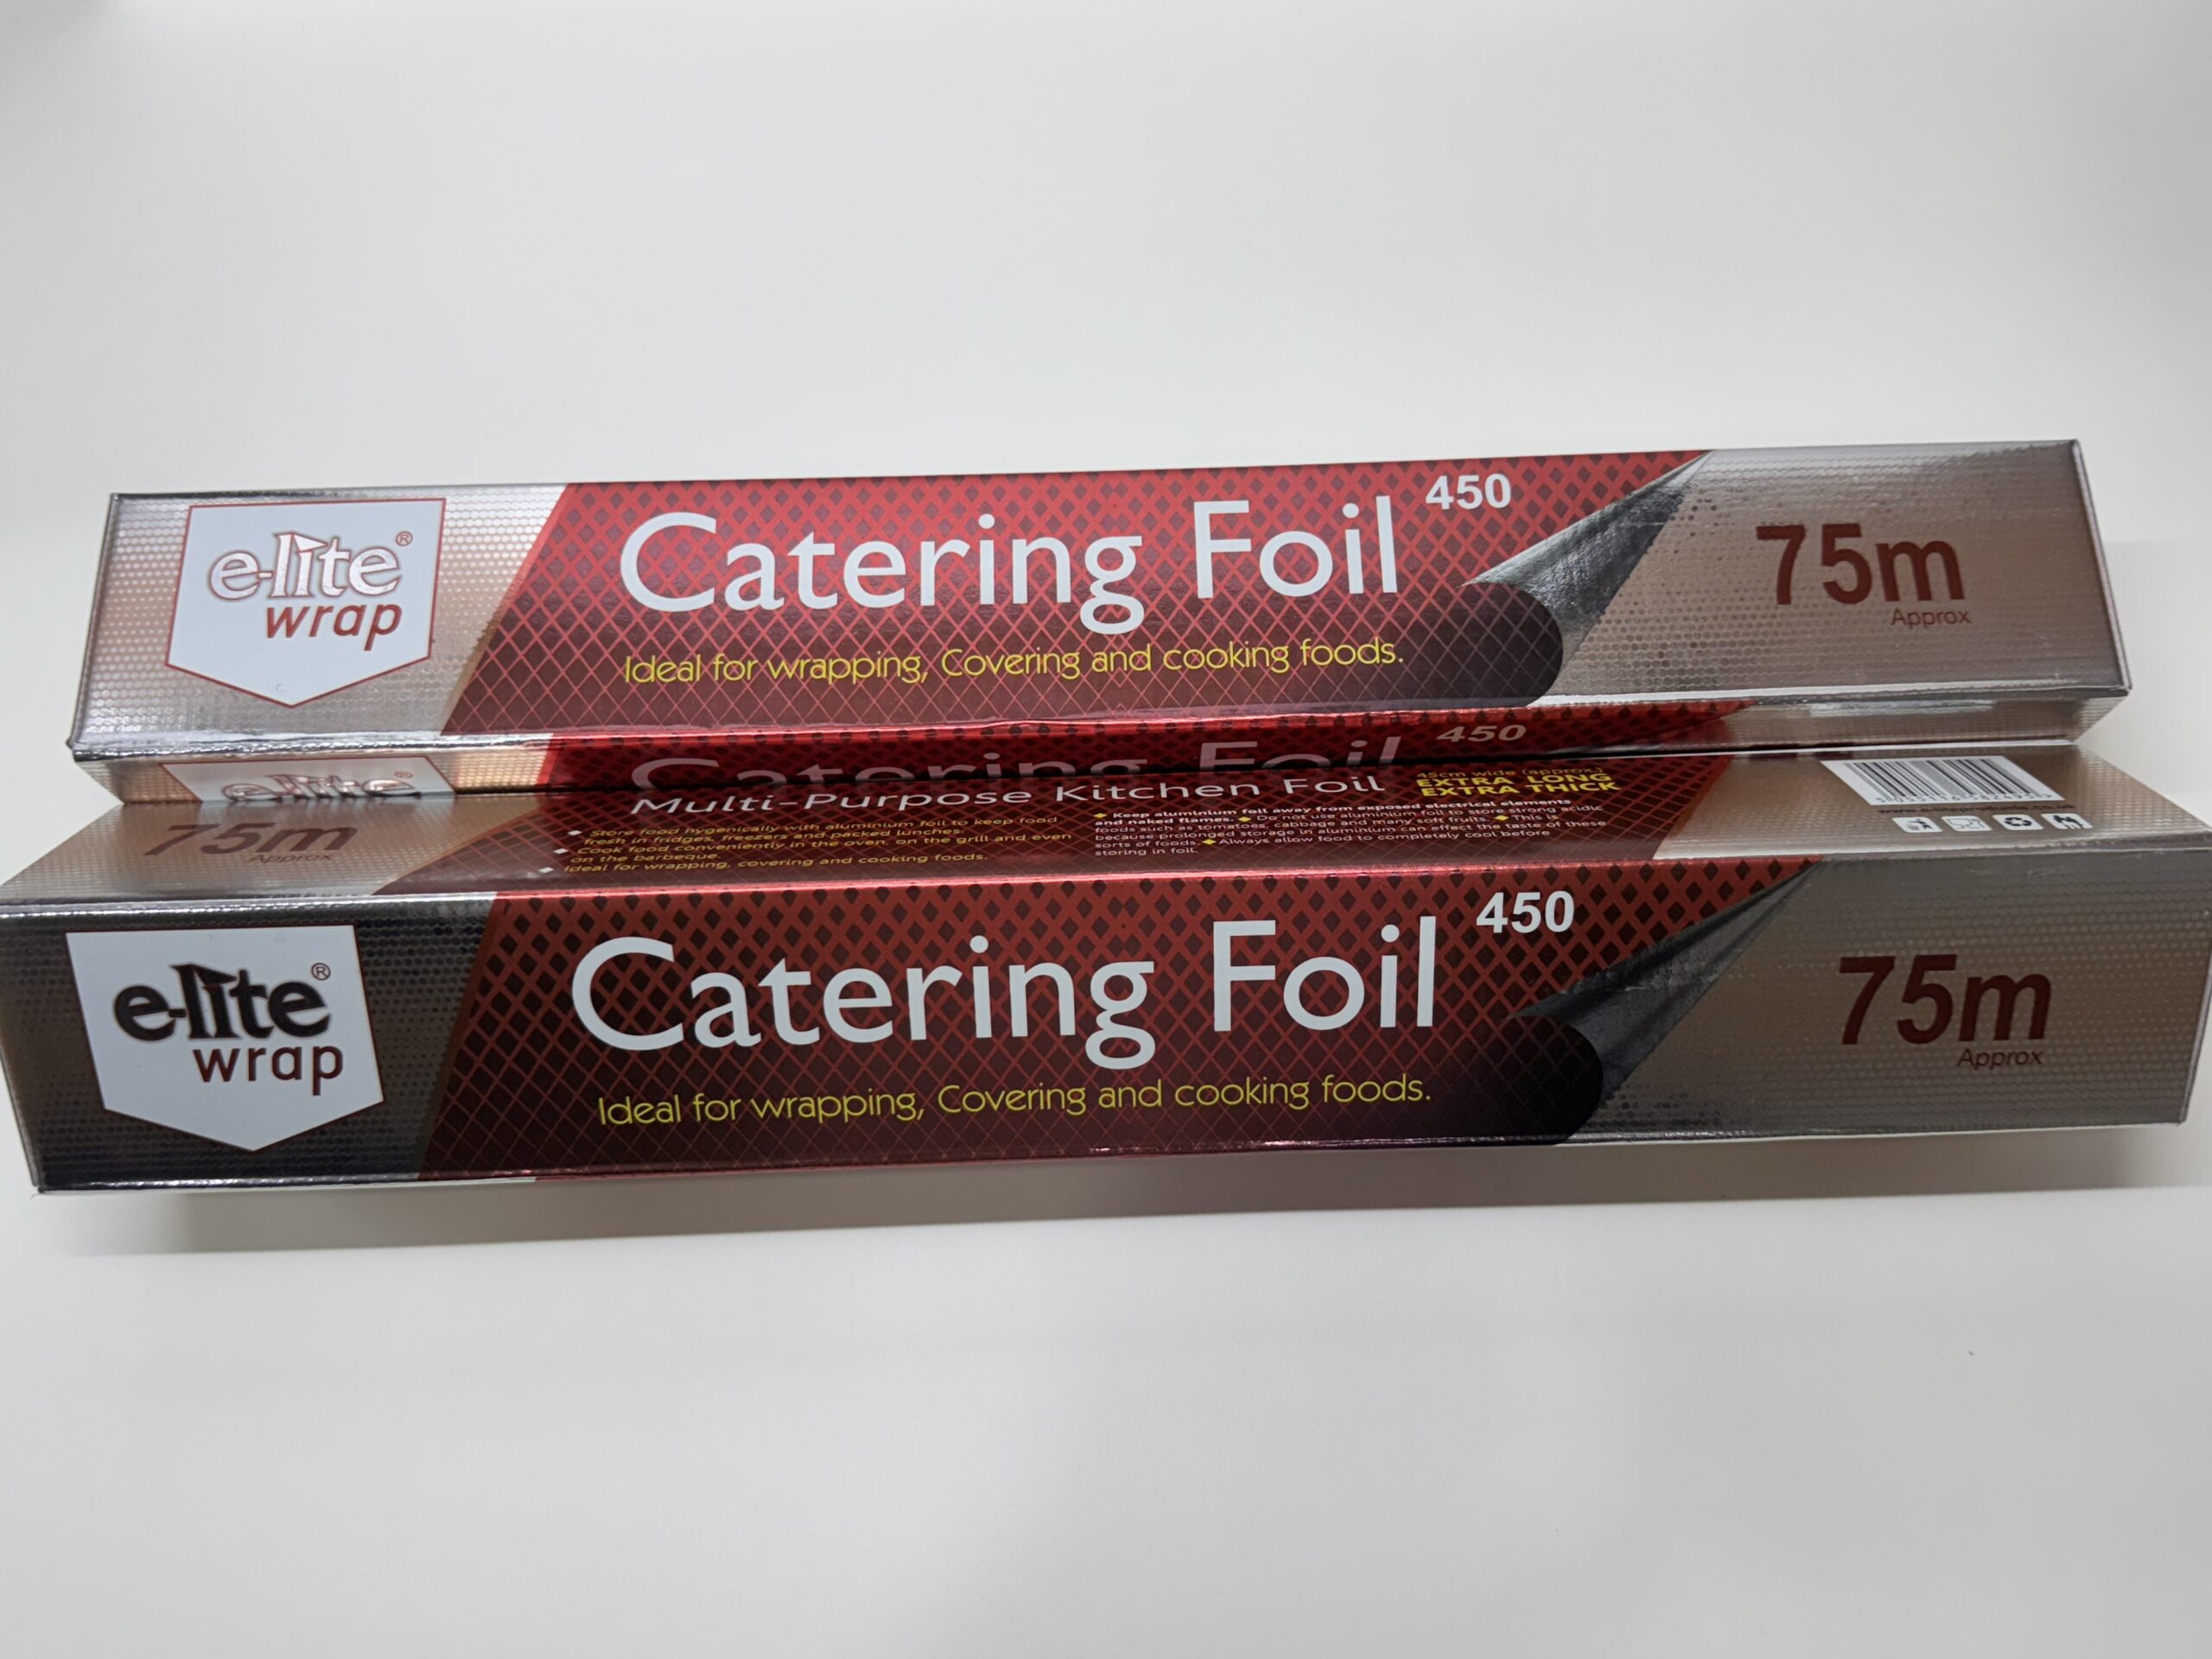 e-lite®
wrap
Catering Foil 450
Ideal for wrapping, Covering and cooking foods.
75m
Approx
e-lite®
Catering Foil 450
75m
Approx
Multi-Purpose Kitchen Foil
45cm wide (approx)
EXTRA LONG
EXTRA THICK
Store food hygenically with aluminium foil to keep food
fresh in fridges, freezers and packed lunches.
Cook food conveniently in the oven, on the grill and even
on the barbeque.
Ideal for wrapping, covering and cooking foods.
Keep aluminium foil away from exposed electrical elements
and naked flames. Do not use aluminium foil to store strong acidic
foods such as tomatoes, cabbage and many soft fruits. This is
because prolonged storage in aluminium can effect the taste of these
sorts of foods. Always allow food to completely cool before
storing in foil.
e-lite®
wrap
Catering Foil 450
Ideal for wrapping, Covering and cooking foods.
75m
Approx